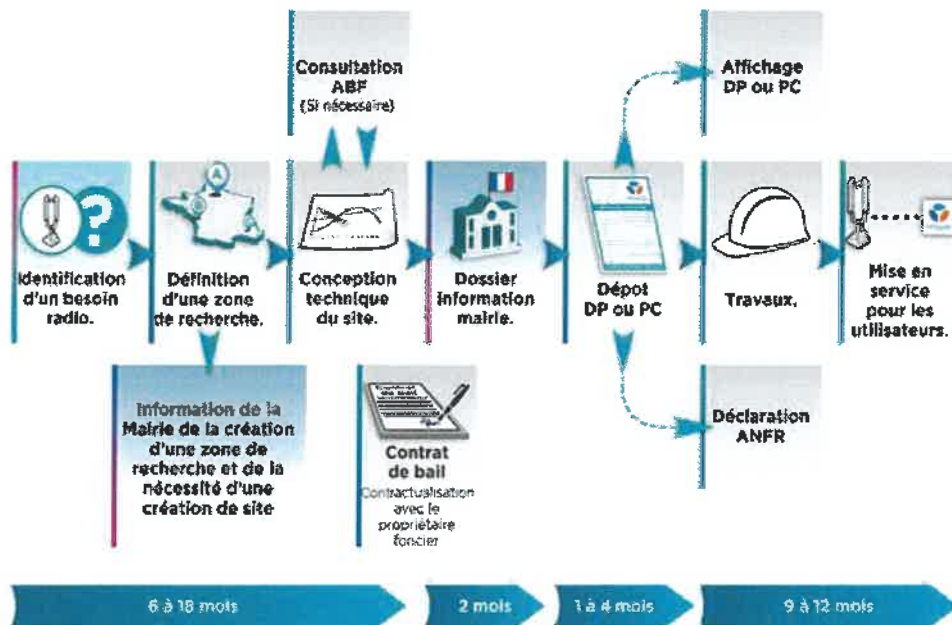 Consultation
ABF
(Si nécessaire)
Affichage
DP ou PC
A
?
Identification
d'un besoin
radio.
Définition
d'une zone
de recherche.
Conception
technique
du site.
Dossier
information
mairie.
Dépot
DP ou PC
Travaux.
Mise en
service
pour les
utilisateurs.
Information de la
Mairie de la création
d'une zone de
recherche et de la
nécessité d'une
création de site
Contrat
de bail
Contractualisation
avec le
propriétaire
foncier
Déclaration
ANFR
6 à 18 mois
2 mois
1 à 4 mois
9 à 12 mois